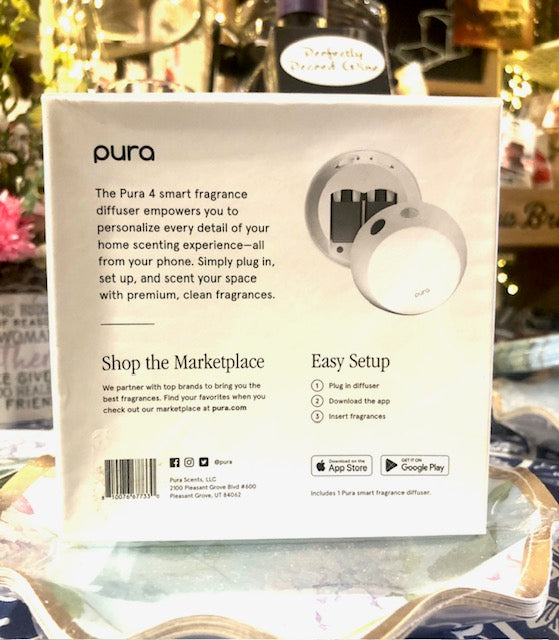 Perfectly
pura
The Pura 4 smart fragrance
diffuser empowers you to
personalize every detail of your
home scenting experience—all
from your phone. Simply plug in,
set up, and scent your space
with premium, clean fragrances.
pura
Shop the Marketplace
We partner with top brands to bring you the
best fragrances. Find your favorites when you
check out our marketplace at pura.com
Easy Setup
1 Plug in diffuser
2 Download the app
3 Insert fragrances
@pura
Pura Scents, LLC
2100 Pleasant Grove Blvd #600
Pleasant Grove, UT 84062
Download on the
App Store
GET IT ON
Google Play
Includes 1 Pura smart fragrance diffuser.